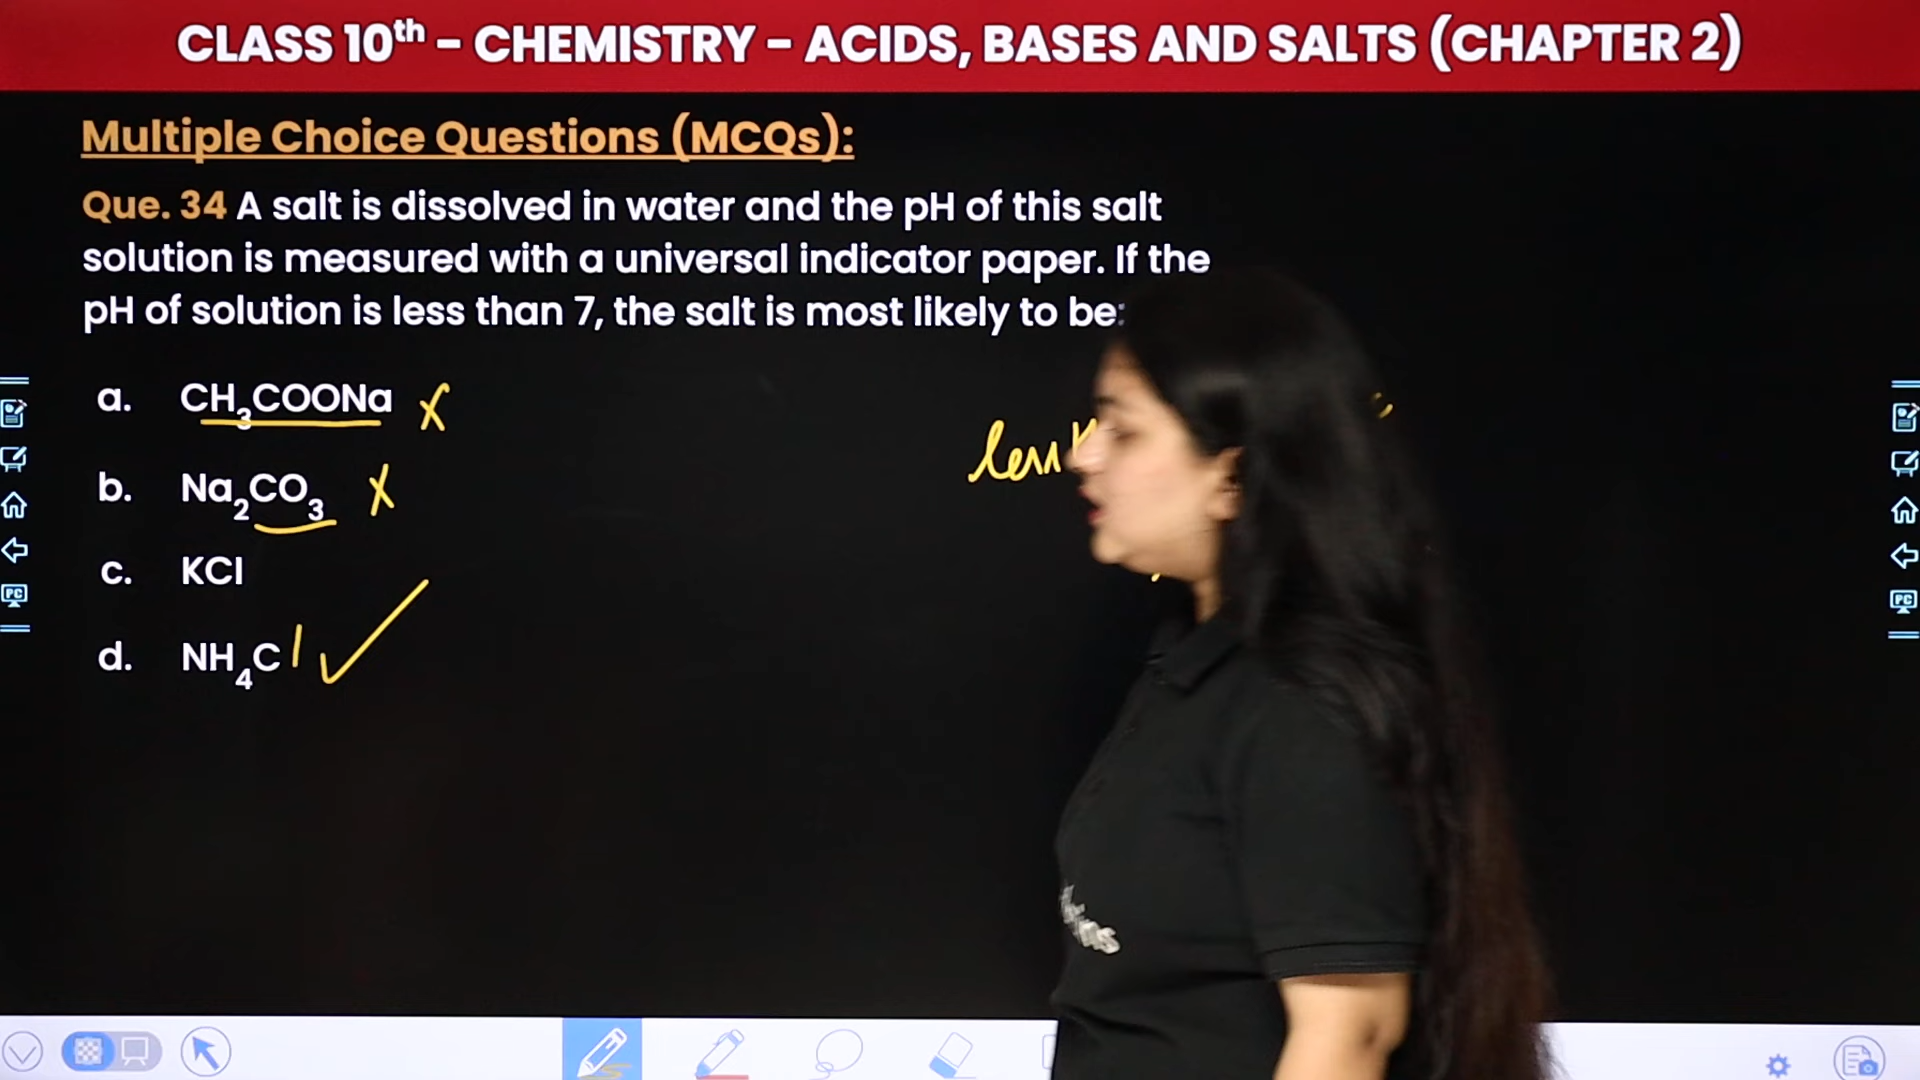 CLASS 10th - CHEMISTRY - ACIDS, BASES AND SALTS (CHAPTER 2)
Multiple Choice Questions (MCQs):
Que. 34 A salt is dissolved in water and the pH of this salt
solution is measured with a universal indicator paper. If the
pH of solution is less than 7, the salt is most likely to be:
a. CH₃COONa X
b. Na₂CO₃ X
c. KCl
d. NH₄Cl ✓
PC
PC